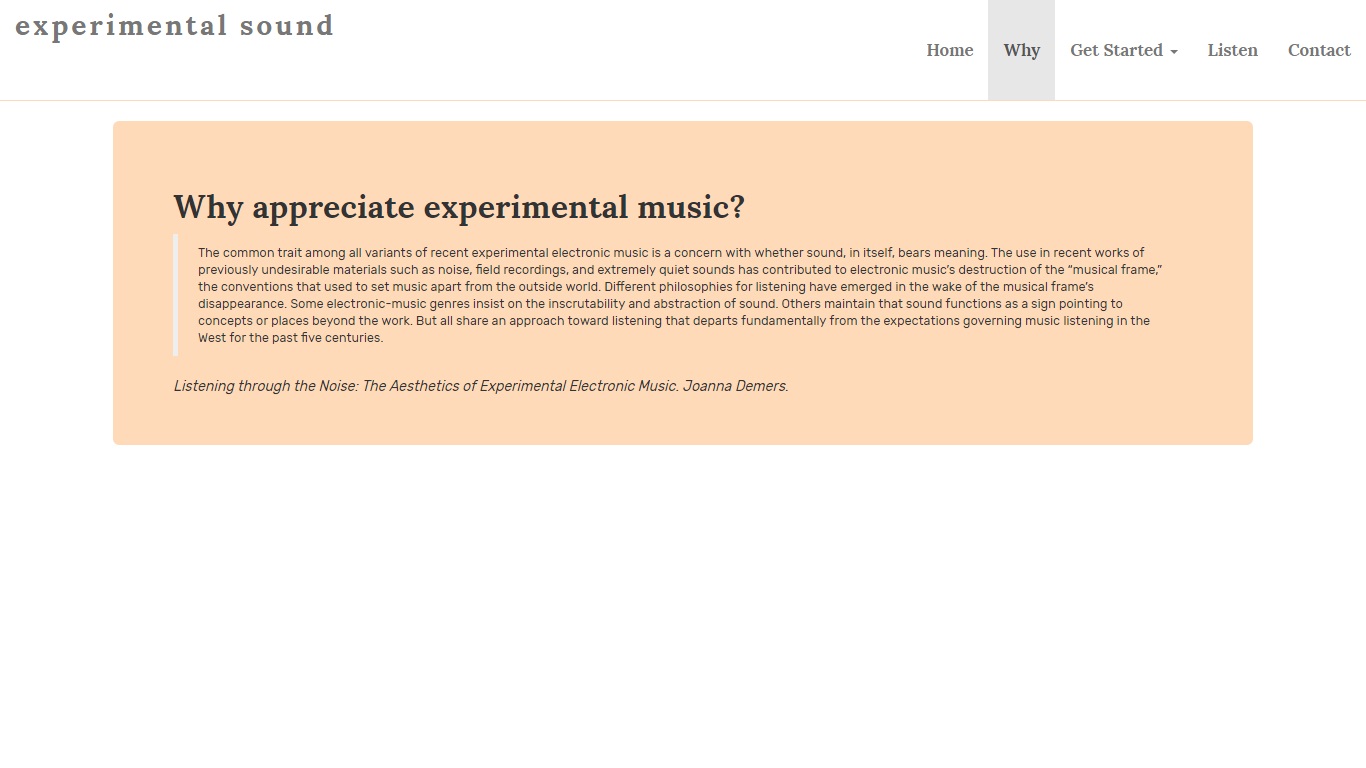 experimental sound
Home Why Get Started Listen Contact
Why appreciate experimental music?
The common trait among all variants of recent experimental electronic music is a concern with whether sound, in itself, bears meaning. The use in recent works of
previously undesirable materials such as noise, field recordings, and extremely quiet sounds has contributed to electronic music’s destruction of the “musical frame,”
the conventions that used to set music apart from the outside world. Different philosophies for listening have emerged in the wake of the musical frame’s
disappearance. Some electronic-music genres insist on the inscrutability and abstraction of sound. Others maintain that sound functions as a sign pointing to
concepts or places beyond the work. But all share an approach toward listening that departs fundamentally from the expectations governing music listening in the
West for the past five centuries.
Listening through the Noise: The Aesthetics of Experimental Electronic Music. Joanna Demers.